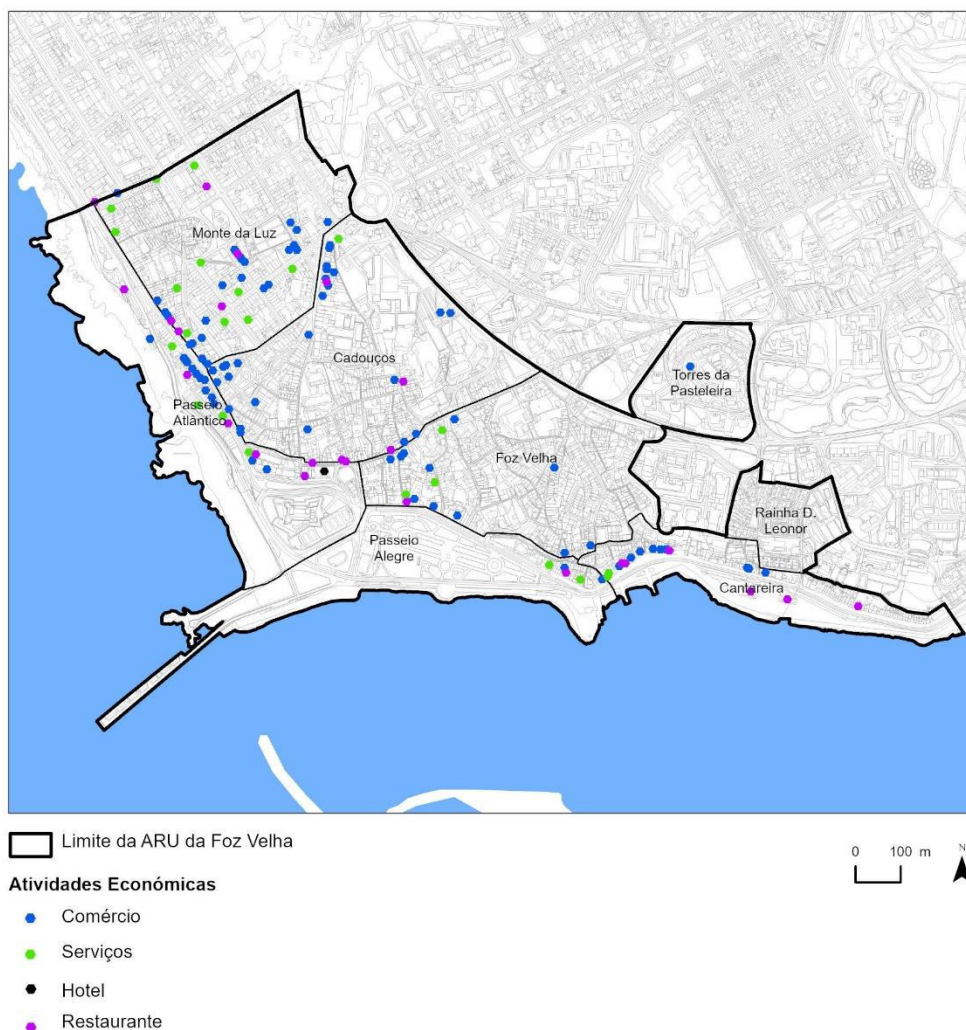 Monte da Luz
Cadouços
Torres da
Pasteleira
Passeio
Atlântico
Foz Velha
Rainha D.
Leonor
Passeio
Alegre
Cantareira
Limite da ARU da Foz Velha
0 100 m
N
Atividades Económicas
Comércio
Serviços
Hotel
Restaurante